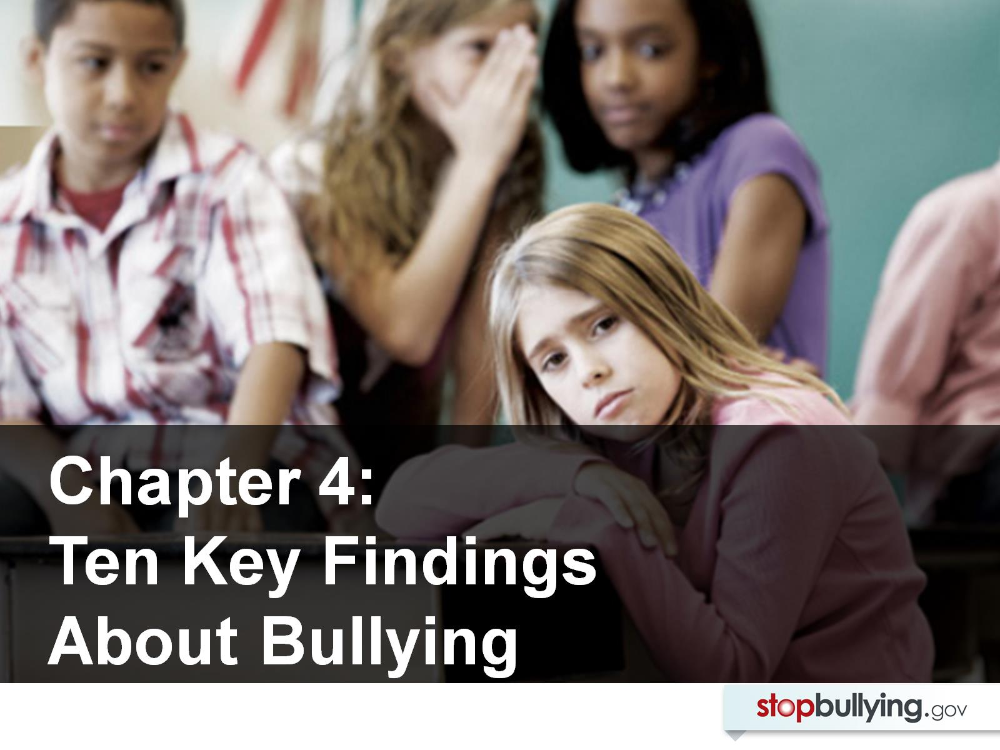 Chapter 4:
Ten Key Findings
About Bullying
stopbullying.gov